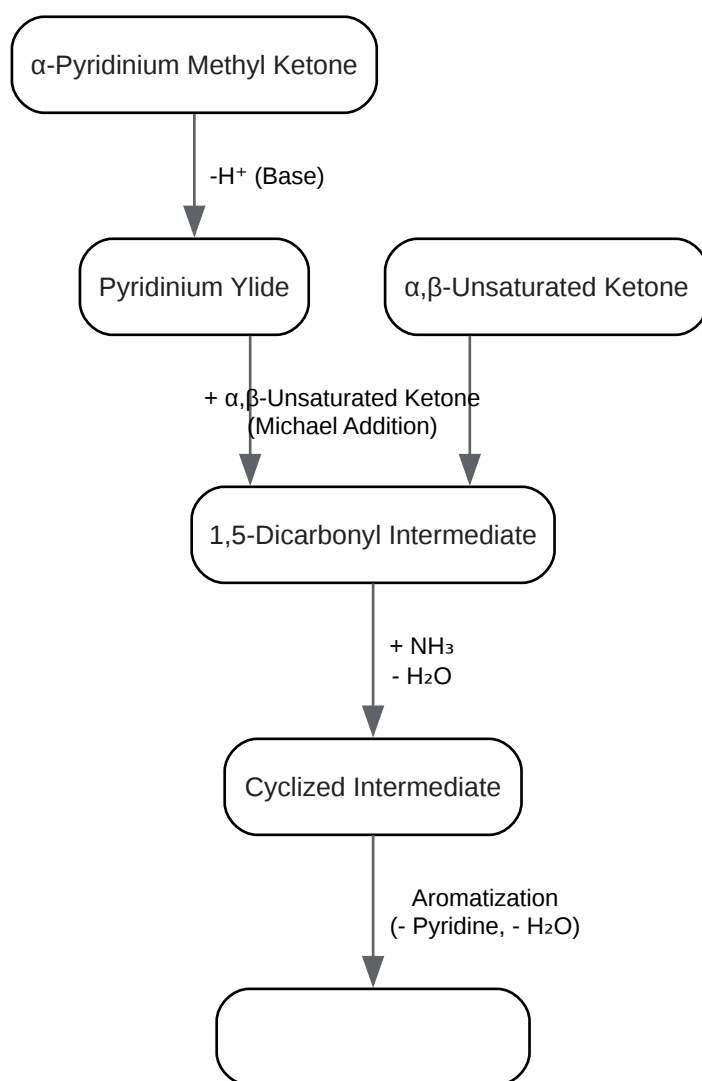 α-Pyridinium Methyl Ketone
-H⁺ (Base)
Pyridinium Ylide
α,β-Unsaturated Ketone
+ α,β-Unsaturated Ketone
(Michael Addition)
1,5-Dicarbonyl Intermediate
+ NH₃
- H₂O
Cyclized Intermediate
Aromatization
(- Pyridine, - H₂O)